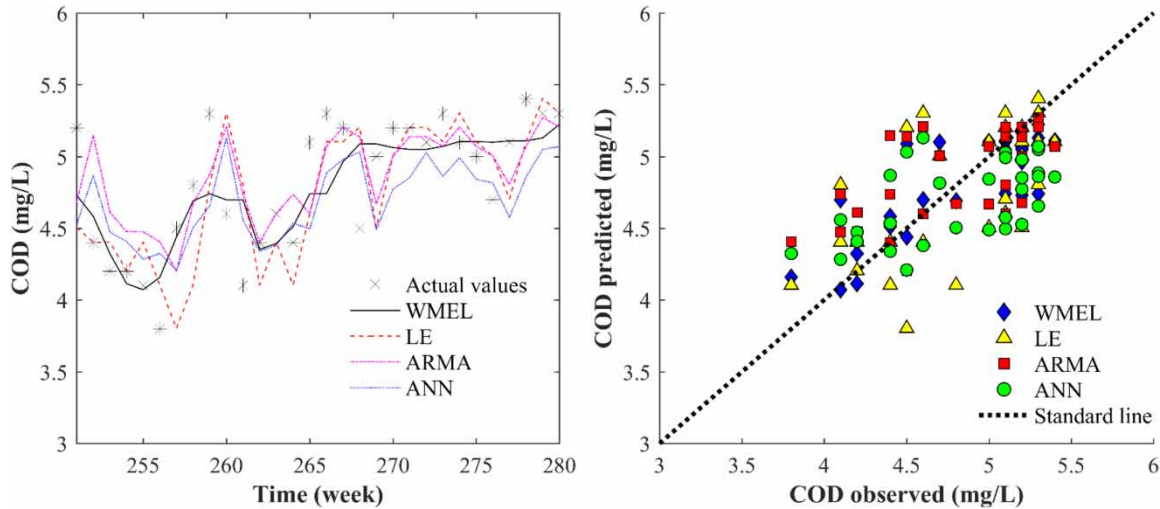 6
5.5
5
4.5
4
3.5
3
COD (mg/L)
255 260 265 270 275 280
Time (week)
Actual values
WMEL
LE
ARMA
ANN
6
5.5
5
4.5
4
3.5
3
COD predicted (mg/L)
3 3.5 4 4.5 5 5.5 6
COD observed (mg/L)
WMEL
LE
ARMA
ANN
Standard line